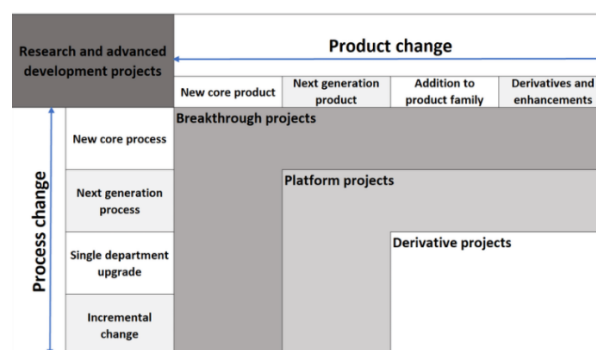 Research and advanced
development projects
Product change
New core product
Next generation
product
Addition to
product family
Derivatives and
enhancements
Process change
New core process
Next generation
process
Single department
upgrade
Incremental
change
Breakthrough projects
Platform projects
Derivative projects